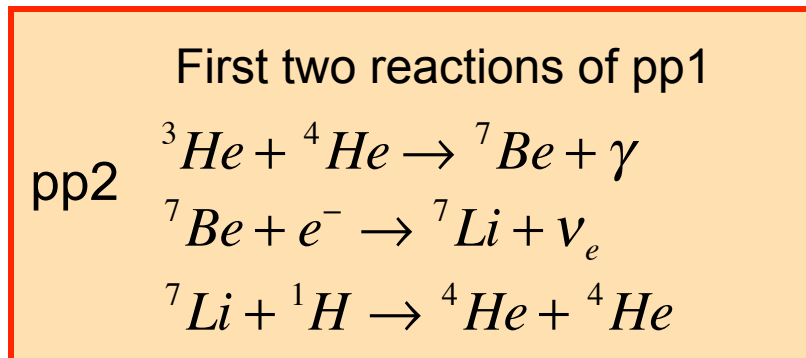 First two reactions of pp1
³He + ⁴He → ⁷Be + γ
pp2
⁷Be + e⁻ → ⁷Li + νₑ
⁷Li + ¹H → ⁴He + ⁴He